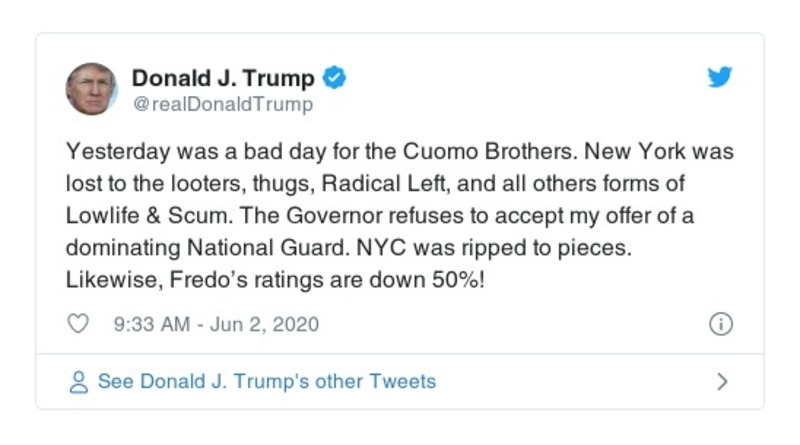 Donald J. Trump
@realDonaldTrump
Yesterday was a bad day for the Cuomo Brothers. New York was
lost to the looters, thugs, Radical Left, and all others forms of
Lowlife & Scum. The Governor refuses to accept my offer of a
dominating National Guard. NYC was ripped to pieces.
Likewise, Fredo’s ratings are down 50%!
9:33 AM - Jun 2, 2020
See Donald J. Trump's other Tweets